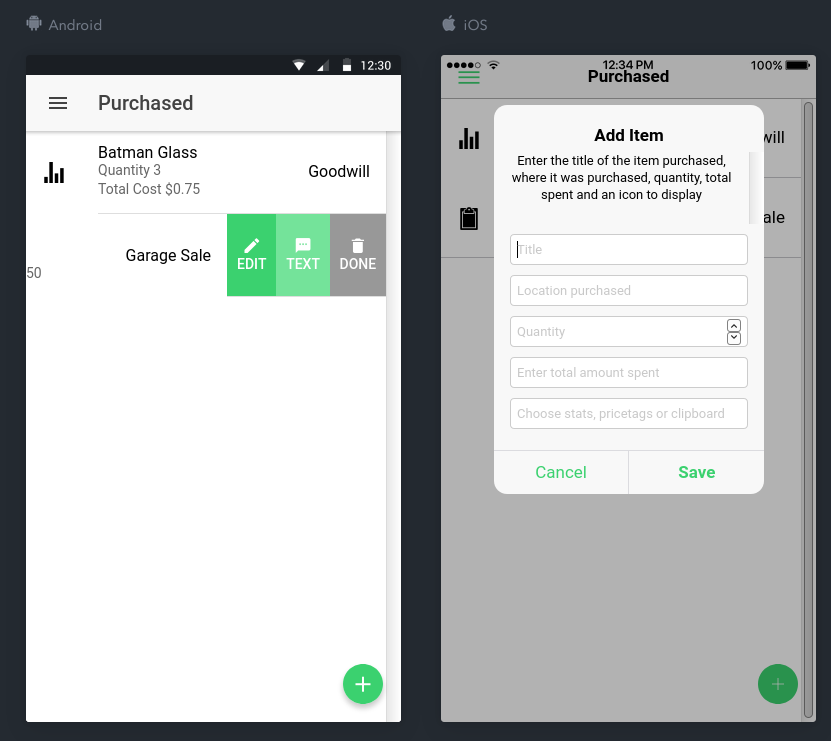 Android
12:30
Purchased
Batman Glass
Quantity 3
Total Cost $0.75
Goodwill
50
Garage Sale
EDIT
TEXT
DONE
iOS
12:34 PM
100%
Purchased
will
ale
Add Item
Enter the title of the item purchased,
where it was purchased, quantity, total
spent and an icon to display
Title
Location purchased
Quantity
Enter total amount spent
Choose stats, pricetags or clipboard
Cancel
Save